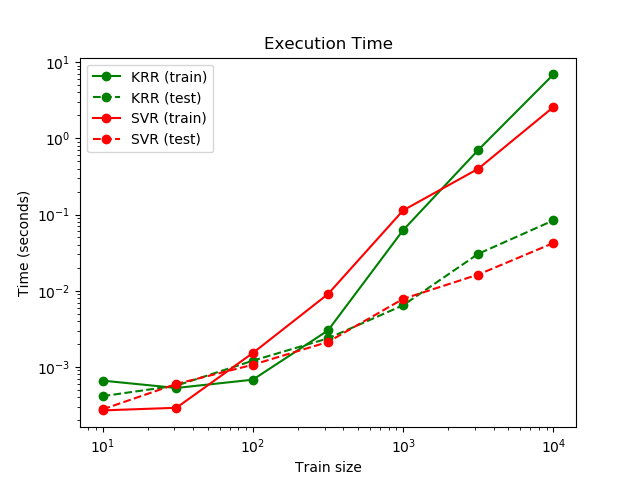 Execution Time
KRR (train)
KRR (test)
SVR (train)
SVR (test)
Time (seconds)
10¹
10⁰
10⁻¹
10⁻²
10⁻³
10¹ 10² 10³ 10⁴
Train size